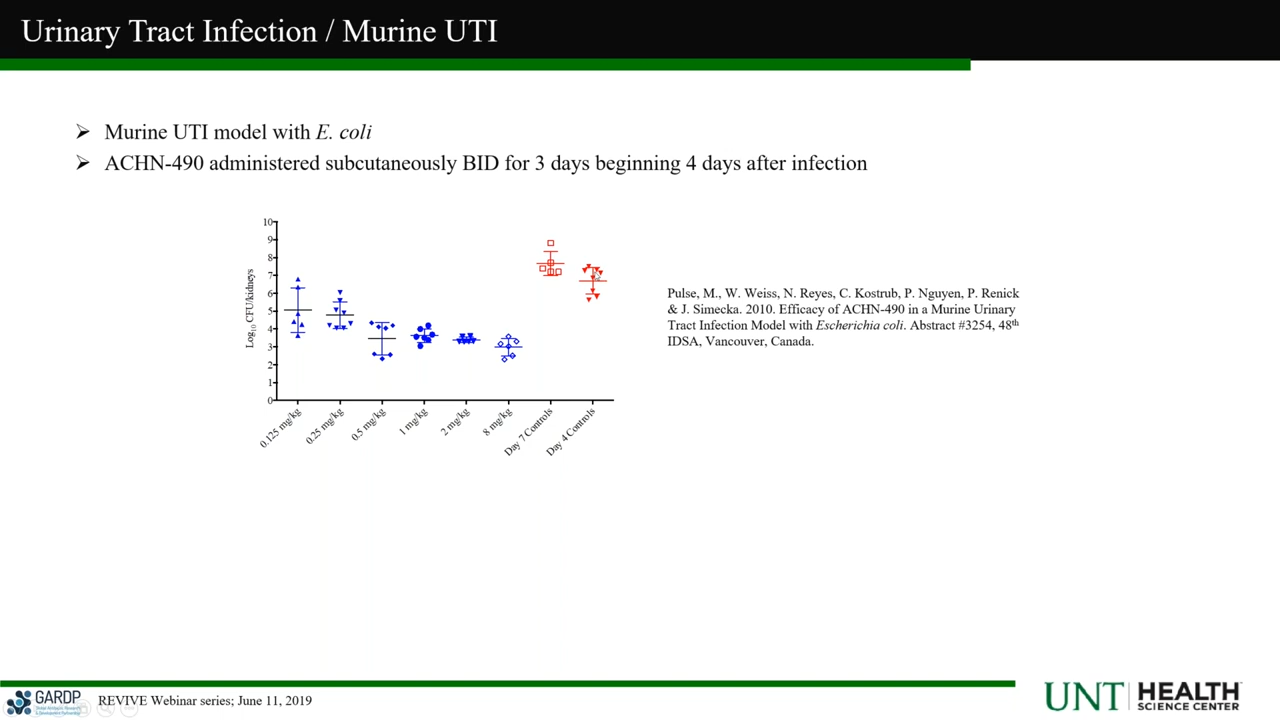 Urinary Tract Infection / Murine UTI
➢ Murine UTI model with E. coli
➢ ACHN-490 administered subcutaneously BID for 3 days beginning 4 days after infection
10
9
8
7
6
5
4
3
2
1
0
Log10 CFU/kidneys
0.125 mg/kg
0.25 mg/kg
0.5 mg/kg
1 mg/kg
2 mg/kg
8 mg/kg
Day 7 Controls
Day 4 Controls
Pulse, M., W. Weiss, N. Reyes, C. Kostrub, P. Nguyen, P. Renick
& J. Simecka. 2010. Efficacy of ACHN-490 in a Murine Urinary
Tract Infection Model with Escherichia coli. Abstract #3254, 48th
IDSA, Vancouver, Canada.
GARDP
REVIVE Webinar series; June 11, 2019
UNT HEALTH
SCIENCE CENTER